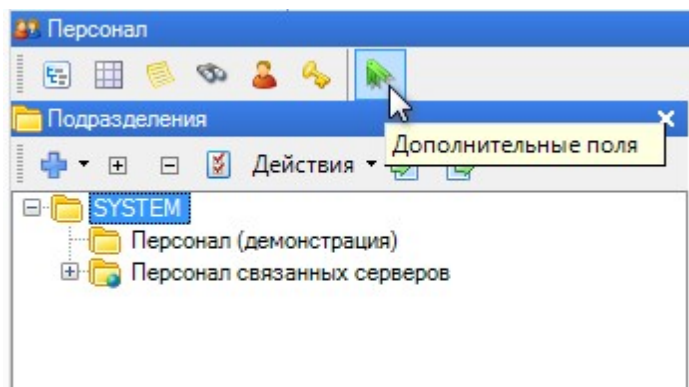 Персонал
Подразделения
Дополнительные поля
Действия
SYSTEM
Персонал (демонстрация)
Персонал связанных серверов